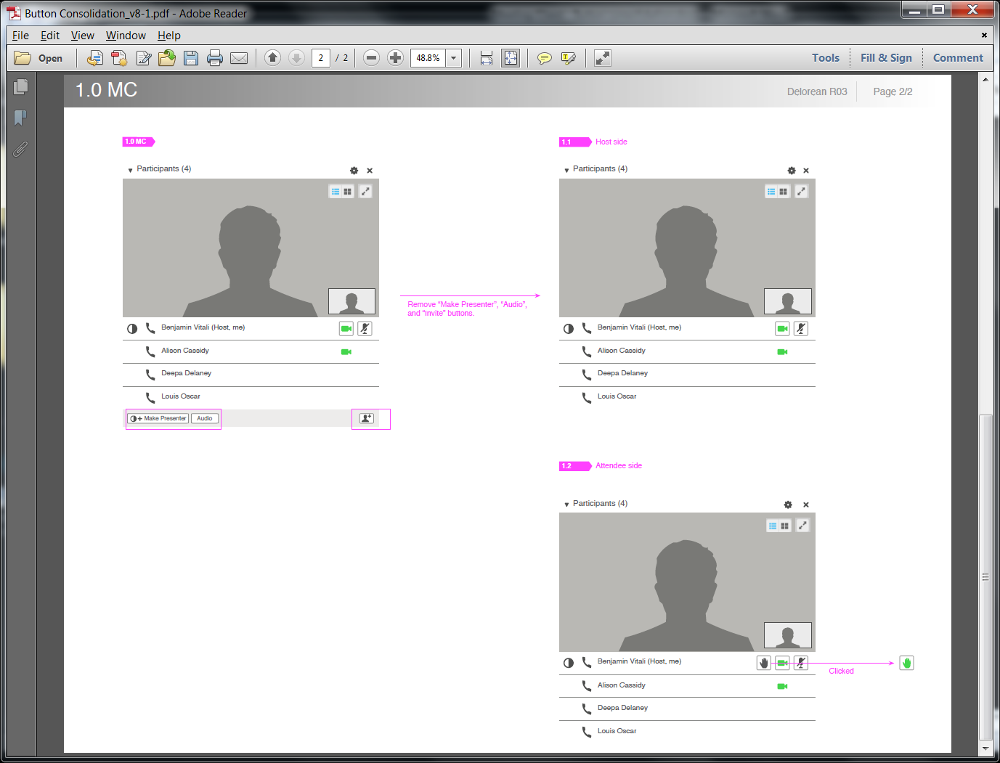 Button Consolidation_v8-1.pdf - Adobe Reader
File Edit View Window Help
Open 2 / 2 48.8% Tools Fill & Sign Comment
1.0 MC Delorean R03 Page 2/2
1.0 MC
Participants (4)
Benjamin Vitali (Host, me)
Alison Cassidy
Deepa Delaney
Louis Oscar
Make Presenter Audio
Remove “Make Presenter”, “Audio”,
and “Invite” buttons.
1.1 Host side
Participants (4)
Benjamin Vitali (Host, me)
Alison Cassidy
Deepa Delaney
Louis Oscar
1.2 Attendee side
Participants (4)
Benjamin Vitali (Host, me)
Clicked
Alison Cassidy
Deepa Delaney
Louis Oscar